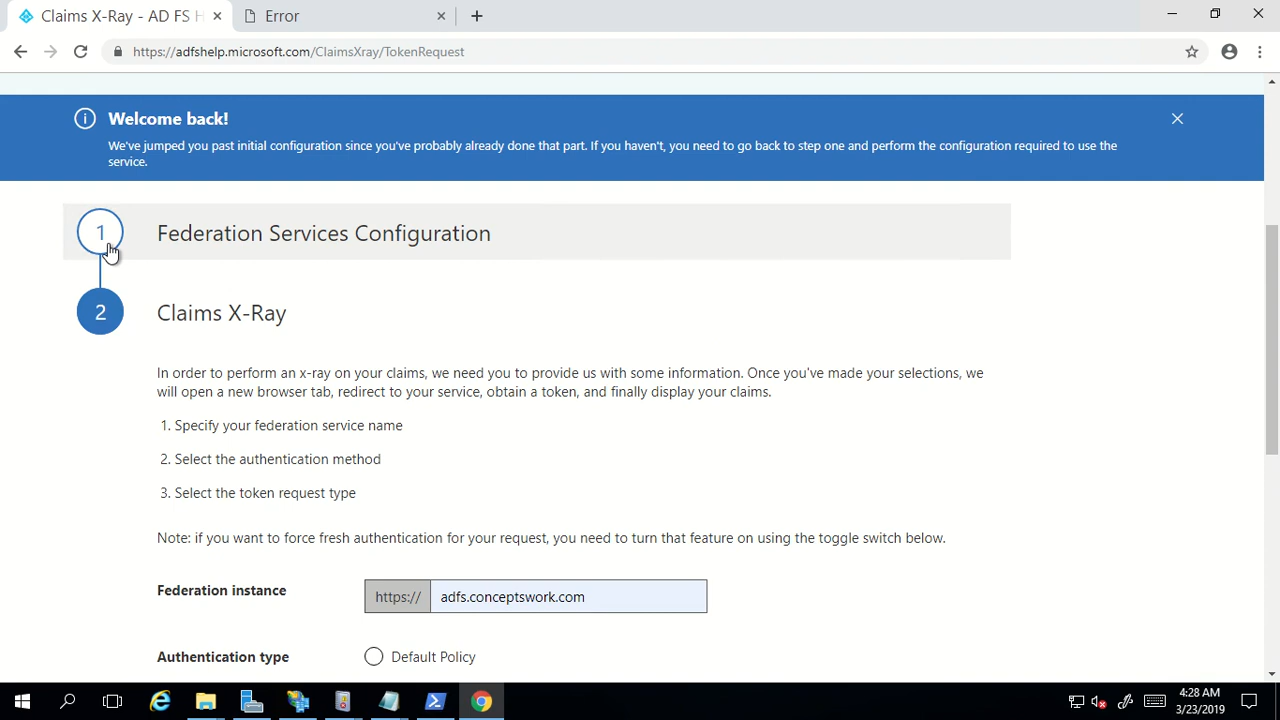 Claims X-Ray - AD FS H
Error
https://adfshelp.microsoft.com/ClaimsXray/TokenRequest
Welcome back!
We've jumped you past initial configuration since you've probably already done that part. If you haven't, you need to go back to step one and perform the configuration required to use the
service.
1
Federation Services Configuration
2
Claims X-Ray
In order to perform an x-ray on your claims, we need you to provide us with some information. Once you've made your selections, we
will open a new browser tab, redirect to your service, obtain a token, and finally display your claims.
1. Specify your federation service name
2. Select the authentication method
3. Select the token request type
Note: if you want to force fresh authentication for your request, you need to turn that feature on using the toggle switch below.
Federation instance
https://
adfs.conceptswork.com
Authentication type
Default Policy
4:28 AM
3/23/2019